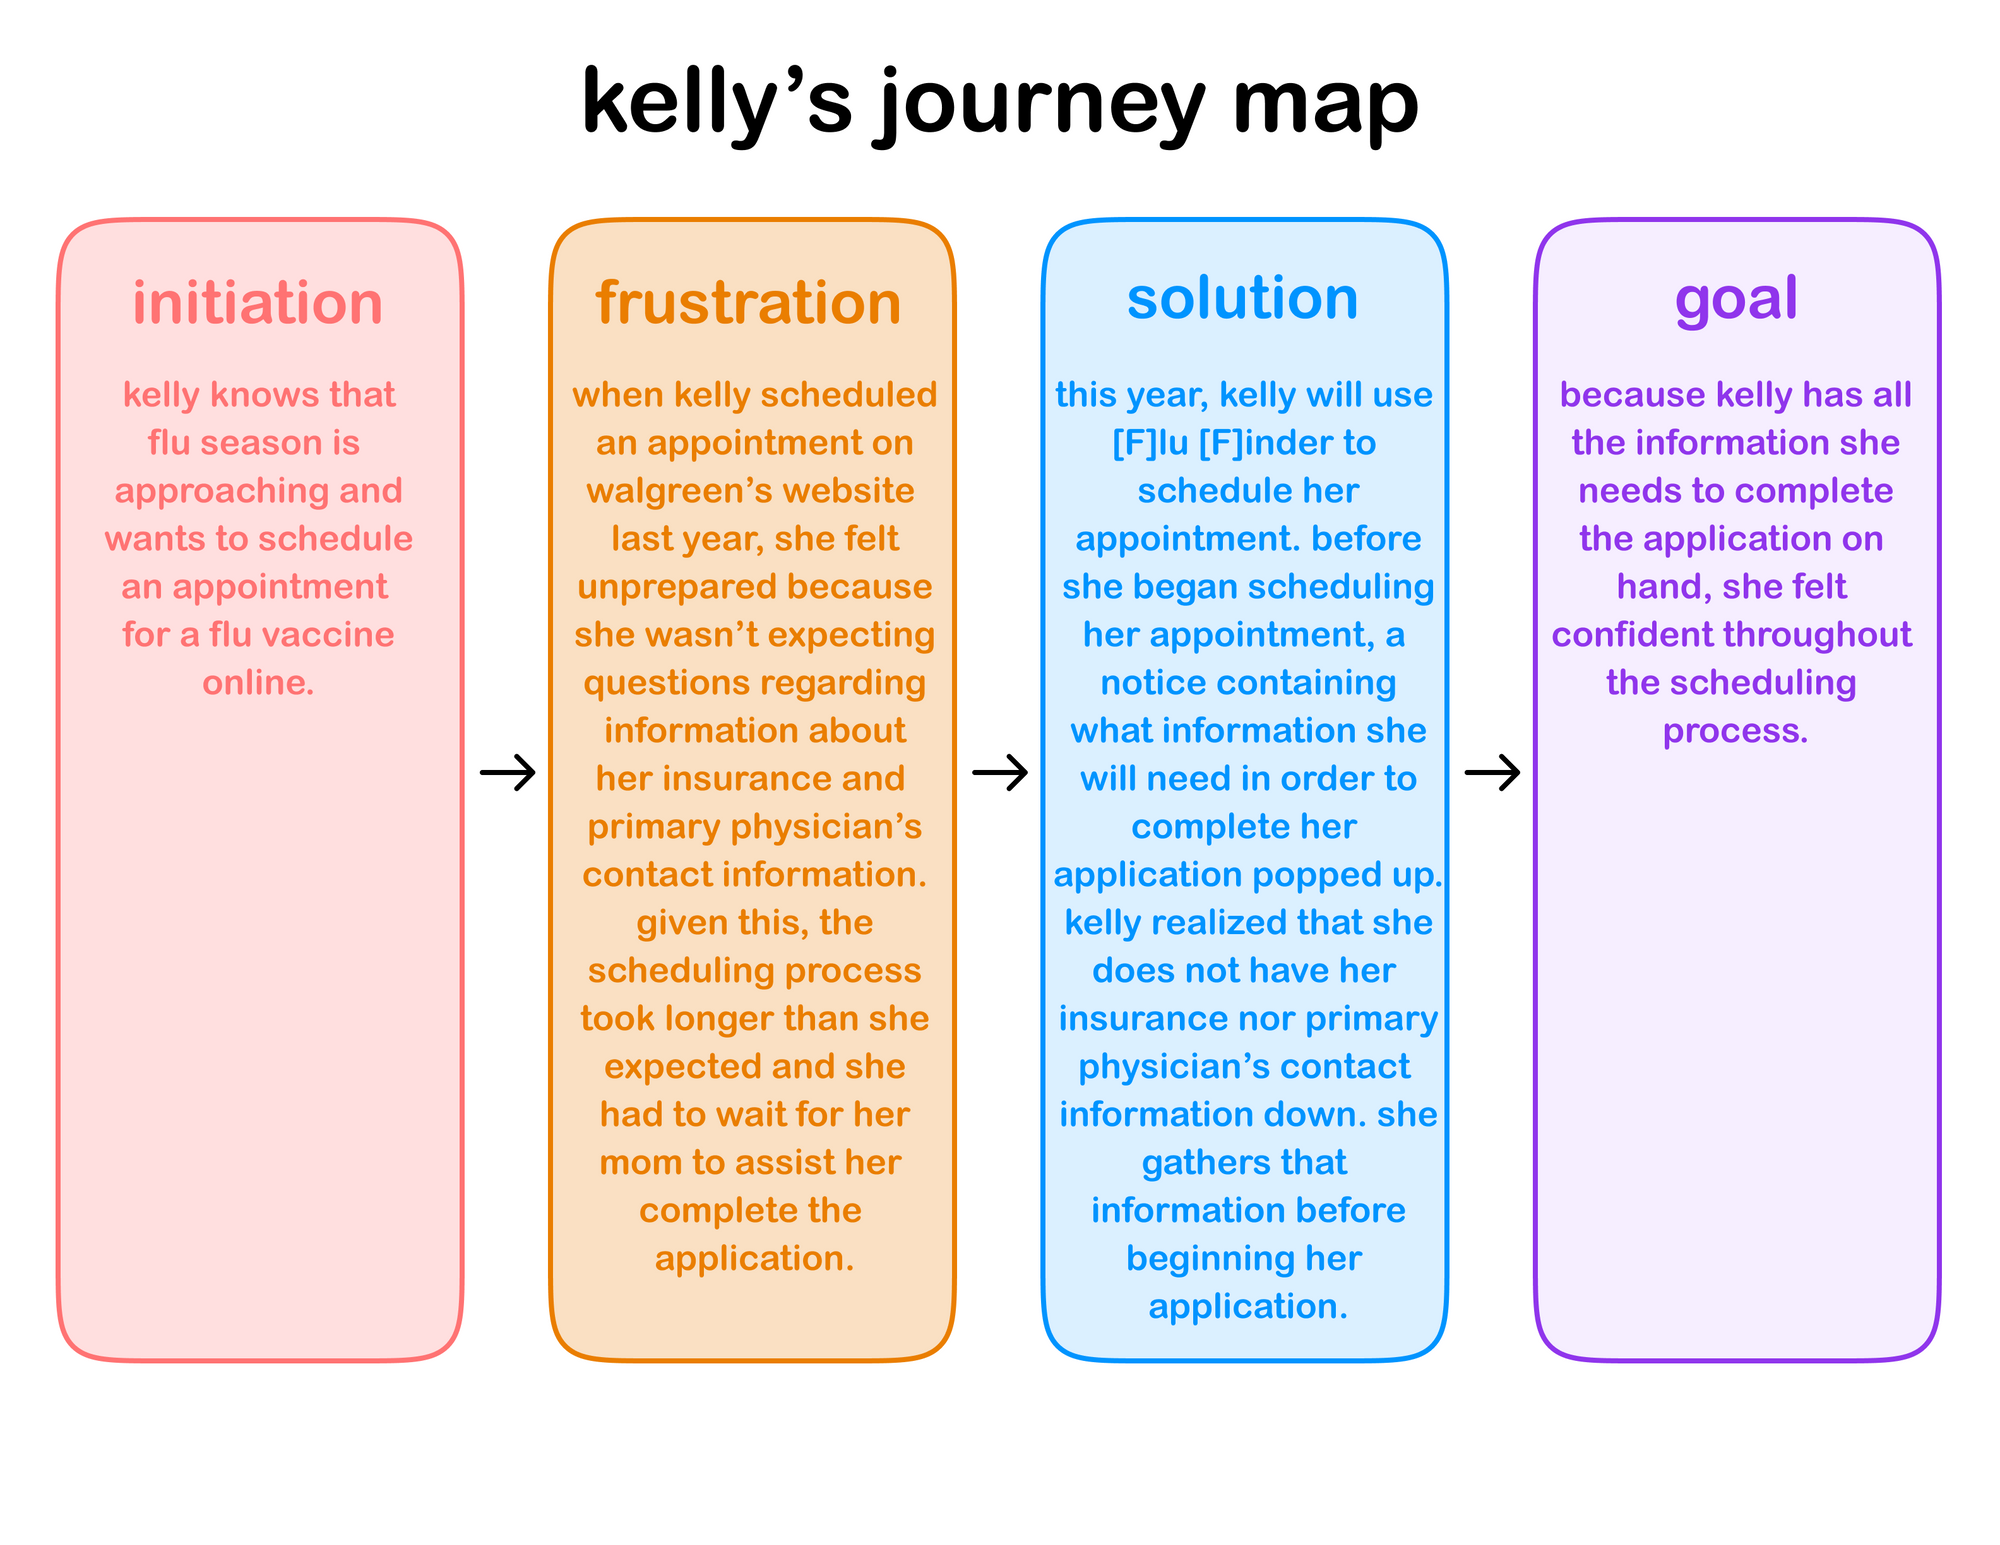 kelly’s journey map
initiation
kelly knows that
flu season is
approaching and
wants to schedule
an appointment
for a flu vaccine
online.
frustration
when kelly scheduled
an appointment on
walgreen’s website
last year, she felt
unprepared because
she wasn’t expecting
questions regarding
information about
her insurance and
primary physician’s
contact information.
given this, the
scheduling process
took longer than she
expected and she
had to wait for her
mom to assist her
complete the
application.
solution
this year, kelly will use
[F]lu [F]inder to
schedule her
appointment. before
she began scheduling
her appointment, a
notice containing
what information she
will need in order to
complete her
application popped up.
kelly realized that she
does not have her
insurance nor primary
physician’s contact
information down. she
gathers that
information before
beginning her
application.
goal
because kelly has all
the information she
needs to complete
the application on
hand, she felt
confident throughout
the scheduling
process.